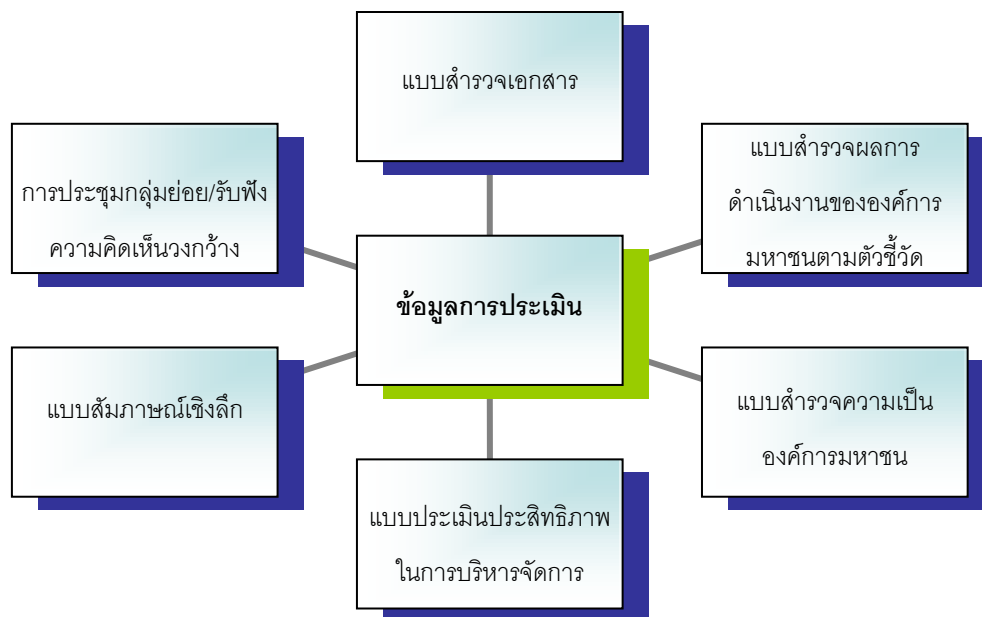 แบบสำรวจเอกสาร
การประชุมกลุ่มย่อย/รับฟัง
ความคิดเห็นวงกว้าง
แบบสำรวจผลการ
ดำเนินงานขององค์การ
มหาชนตามตัวชี้วัด
ข้อมูลการประเมิน
แบบสัมภาษณ์เชิงลึก
แบบสำรวจความเป็น
องค์การมหาชน
แบบประเมินประสิทธิภาพ
ในการบริหารจัดการ